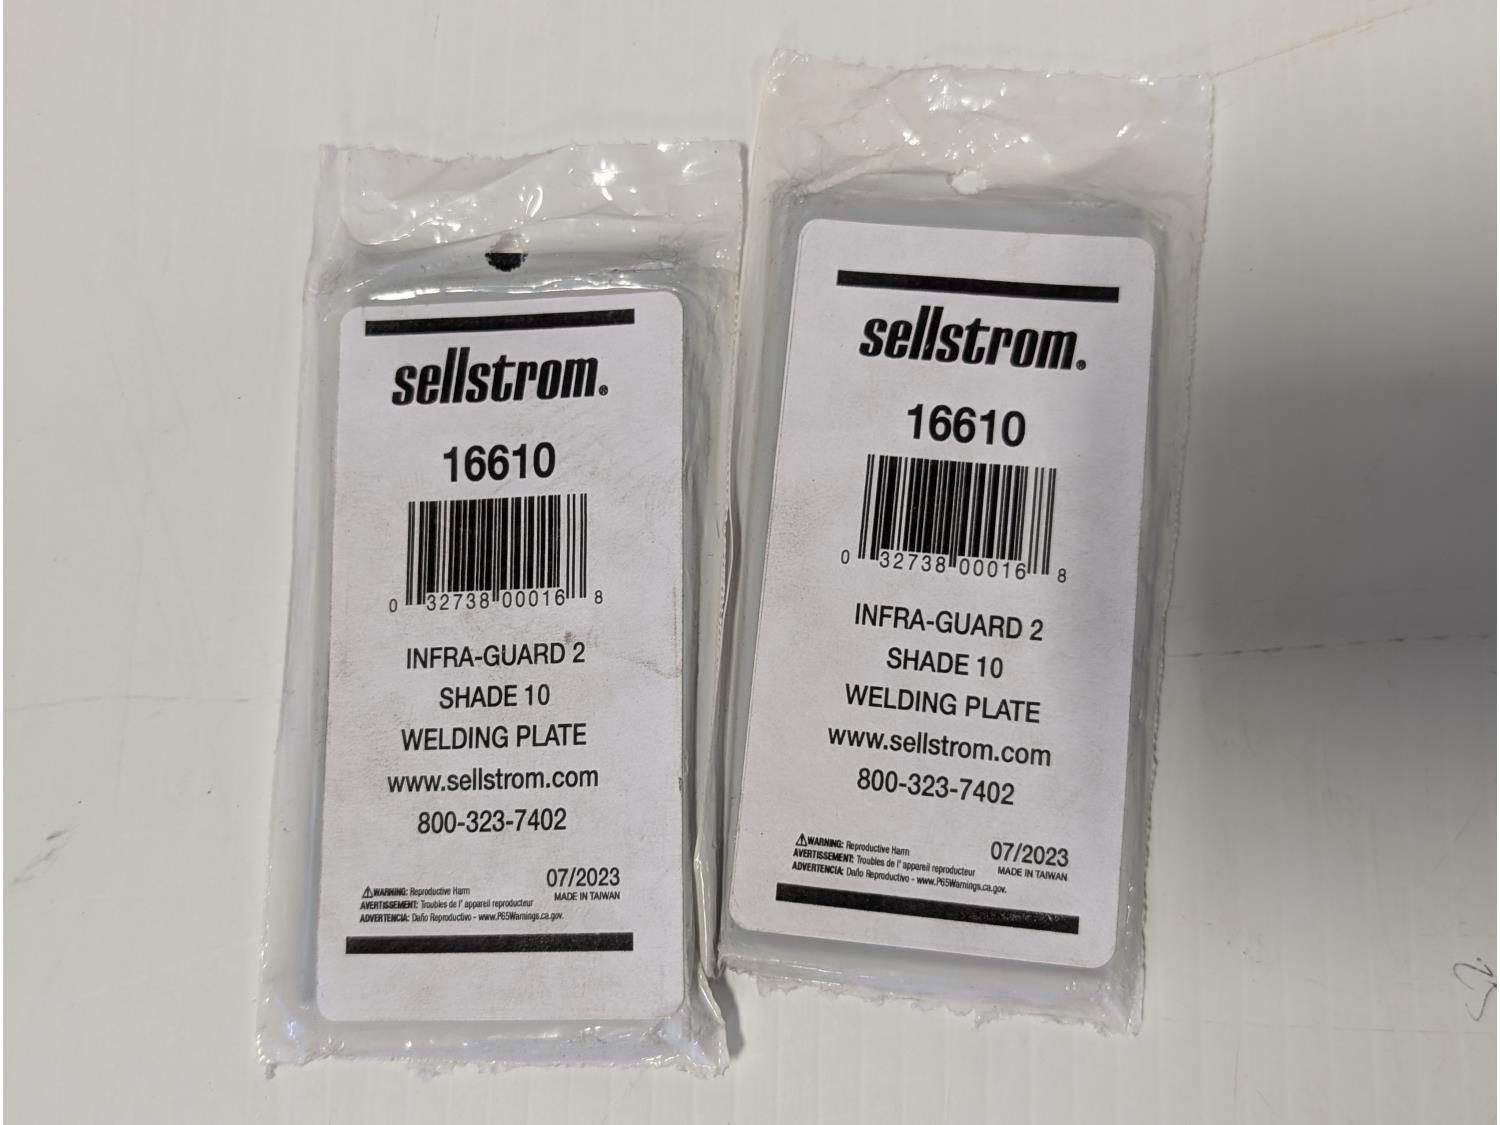 sellstrom®
16610
0 32738 00016 8
INFRA-GUARD 2
SHADE 10
WELDING PLATE
www.sellstrom.com
800-323-7402
07/2023
MADE IN TAIWAN
⚠WARNING: Reproductive Harm
AVERTISSEMENT: Troubles de l' appareil reproducteur
ADVERTENCIA: Daño Reproductivo - www.P65Warnings.ca.gov.
sellstrom®
16610
0 32738 00016 8
INFRA-GUARD 2
SHADE 10
WELDING PLATE
www.sellstrom.com
800-323-7402
07/2023
MADE IN TAIWAN
⚠WARNING: Reproductive Harm
AVERTISSEMENT: Troubles de l' appareil reproducteur
ADVERTENCIA: Daño Reproductivo - www.P65Warnings.ca.gov.